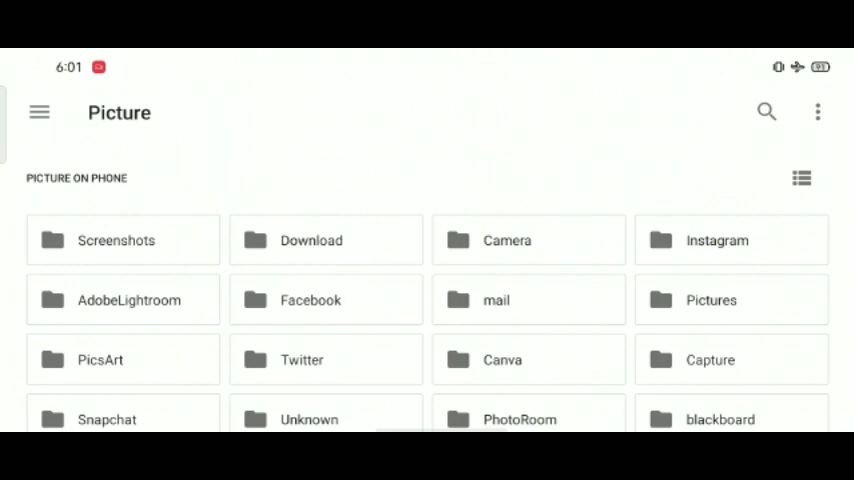 6:01 93
Picture
PICTURE ON PHONE
Screenshots Download Camera Instagram
AdobeLightroom Facebook mail Pictures
PicsArt Twitter Canva Capture
Snapchat Unknown PhotoRoom blackboard